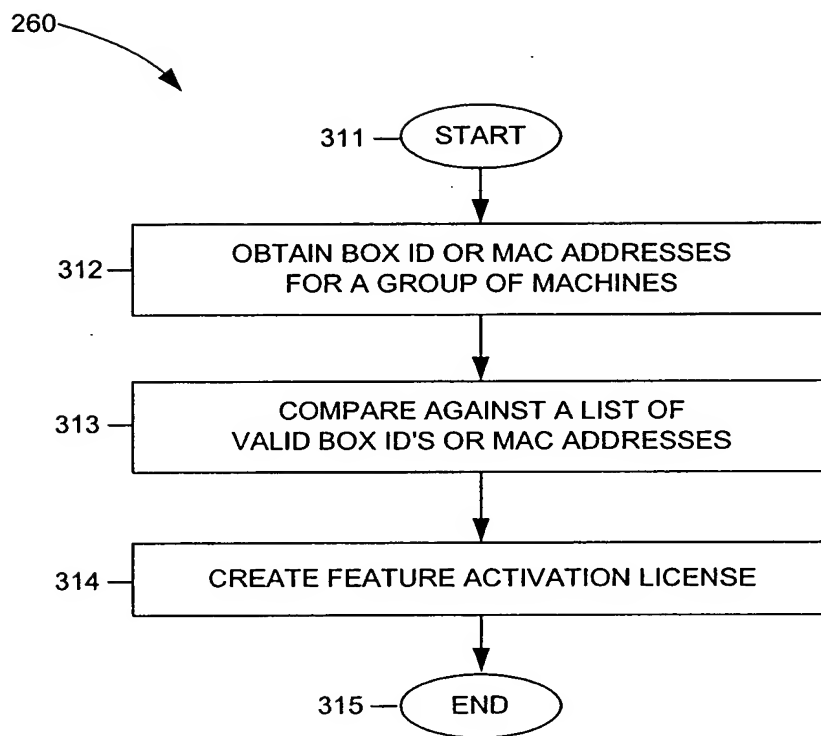 260
311
START
312
OBTAIN BOX ID OR MAC ADDRESSES
FOR A GROUP OF MACHINES
313
COMPARE AGAINST A LIST OF
VALID BOX ID'S OR MAC ADDRESSES
314
CREATE FEATURE ACTIVATION LICENSE
315
END